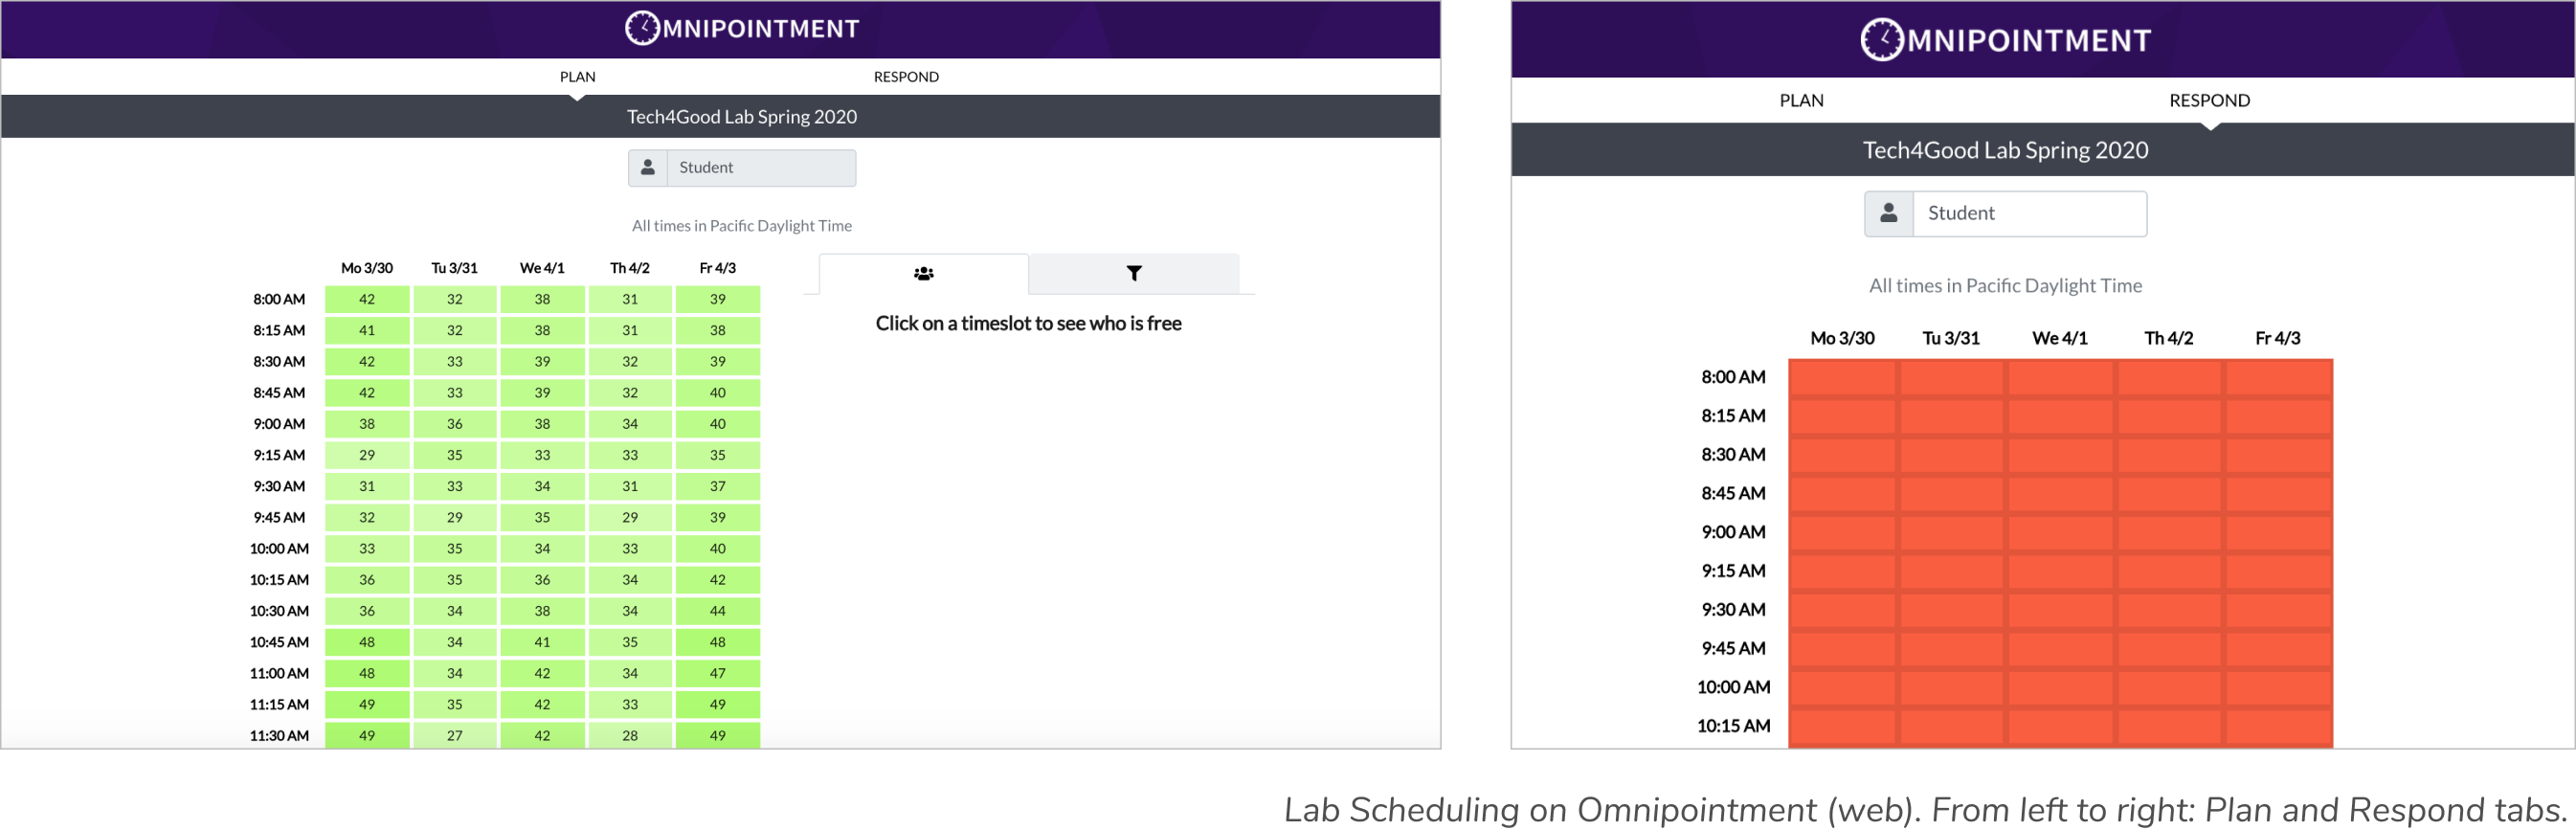 OMNIPOINTMENT
PLAN RESPOND
Tech4Good Lab Spring 2020
Student
All times in Pacific Daylight Time
Mo 3/30 Tu 3/31 We 4/1 Th 4/2 Fr 4/3
8:00 AM 42 32 38 31 39
8:15 AM 41 32 38 31 38
8:30 AM 42 33 39 32 39
8:45 AM 42 33 39 32 40
9:00 AM 38 36 38 34 40
9:15 AM 29 35 33 33 35
9:30 AM 31 33 34 31 37
9:45 AM 32 29 35 29 39
10:00 AM 33 35 34 33 40
10:15 AM 36 35 36 34 42
10:30 AM 36 34 38 34 44
10:45 AM 48 34 41 35 48
11:00 AM 48 34 42 34 47
11:15 AM 49 35 42 33 49
11:30 AM 49 27 42 28 49
Click on a timeslot to see who is free
OMNIPOINTMENT
PLAN RESPOND
Tech4Good Lab Spring 2020
Student
All times in Pacific Daylight Time
Mo 3/30 Tu 3/31 We 4/1 Th 4/2 Fr 4/3
8:00 AM
8:15 AM
8:30 AM
8:45 AM
9:00 AM
9:15 AM
9:30 AM
9:45 AM
10:00 AM
10:15 AM
Lab Scheduling on Omnipointment (web). From left to right: Plan and Respond tabs.